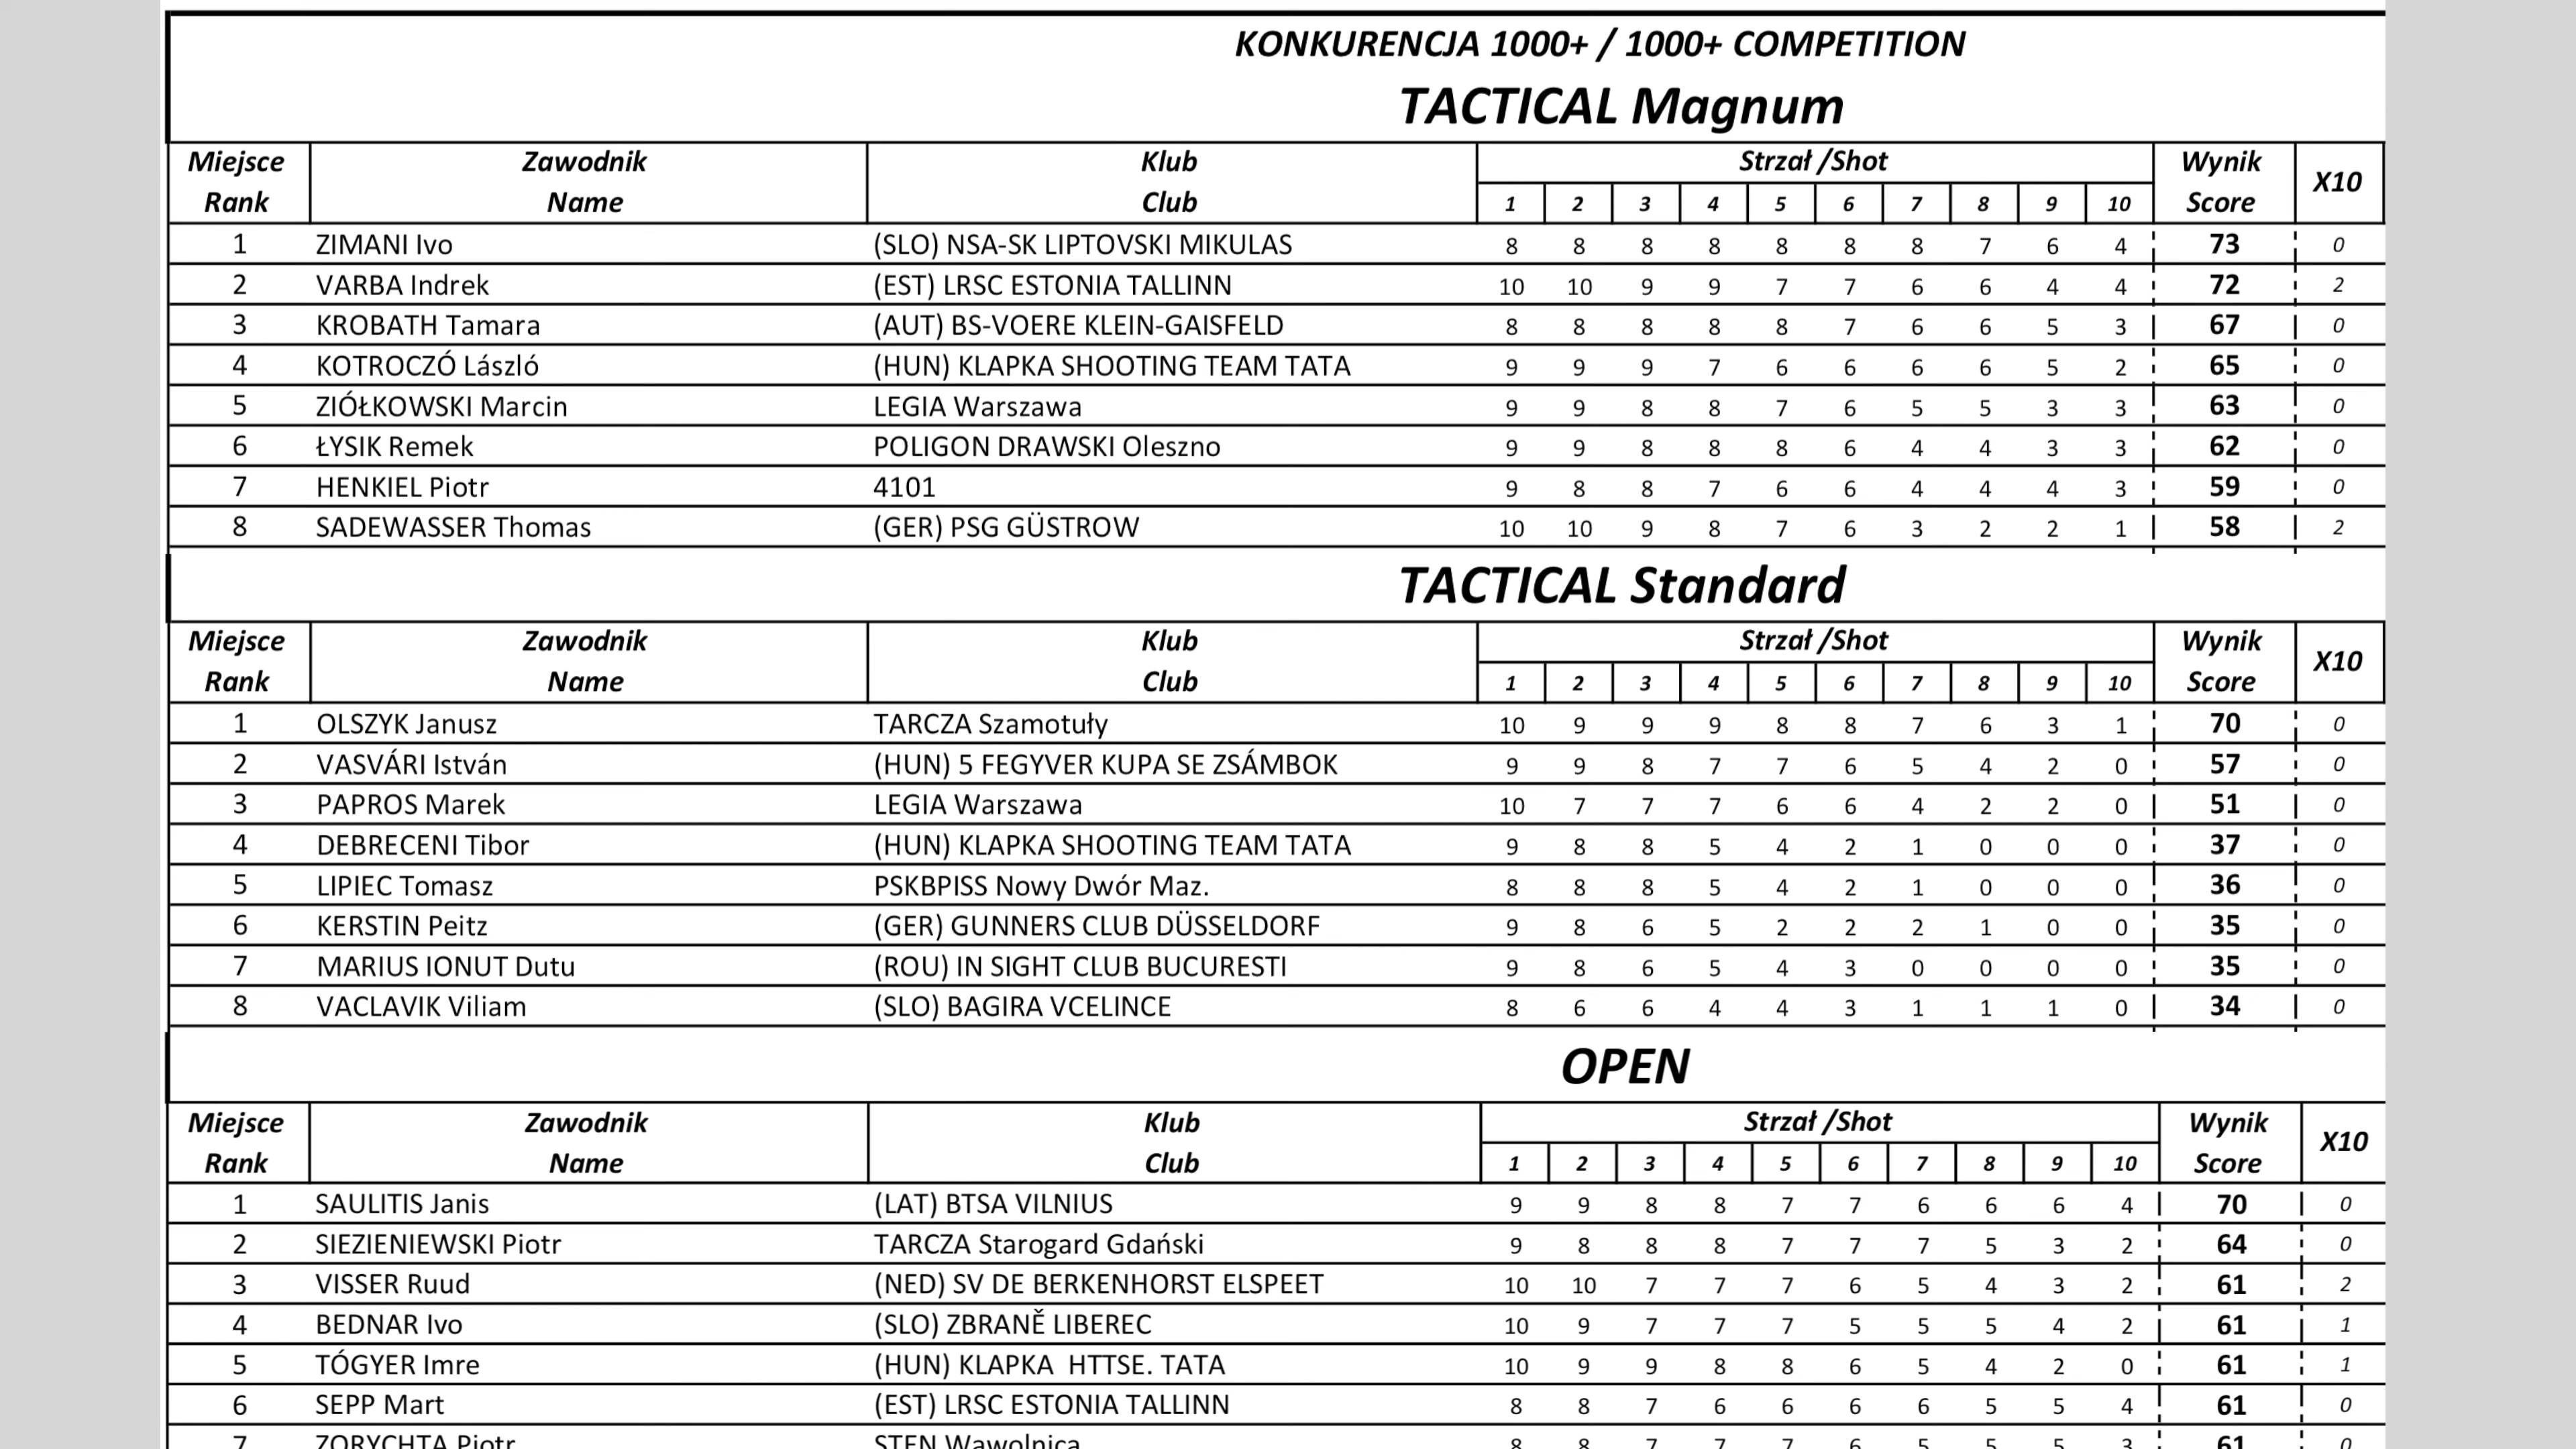 KONKURENCJA 1000+ / 1000+ COMPETITION
TACTICAL Magnum
Miejsce Rank Zawodnik Name Klub Club Strzał /Shot 1 2 3 4 5 6 7 8 9 10 Wynik Score X10
1 ZIMANI Ivo (SLO) NSA-SK LIPTOVSKI MIKULAS 8 8 8 8 8 8 8 7 6 4 73 0
2 VARBA Indrek (EST) LRSC ESTONIA TALLINN 10 10 9 9 7 7 6 6 4 4 72 2
3 KROBATH Tamara (AUT) BS-VOERE KLEIN-GAISFELD 8 8 8 8 8 7 6 6 5 3 67 0
4 KOTROCZÓ László (HUN) KLAPKA SHOOTING TEAM TATA 9 9 9 7 6 6 6 6 5 2 65 0
5 ZIÓŁKOWSKI Marcin LEGIA Warszawa 9 9 8 8 7 6 5 5 3 3 63 0
6 ŁYSIK Remek POLIGON DRAWSKI Oleszno 9 9 8 8 8 6 4 4 3 3 62 0
7 HENKIEL Piotr 4101 9 8 8 7 6 6 4 4 4 3 59 0
8 SADEWASSER Thomas (GER) PSG GÜSTROW 10 10 9 8 7 6 3 2 2 1 58 2
TACTICAL Standard
Miejsce Rank Zawodnik Name Klub Club Strzał /Shot 1 2 3 4 5 6 7 8 9 10 Wynik Score X10
1 OLSZYK Janusz TARCZA Szamotuły 10 9 9 9 8 8 7 6 3 1 70 0
2 VASVÁRI István (HUN) 5 FEGYVER KUPA SE ZSÁMBOK 9 9 8 7 7 6 5 4 2 0 57 0
3 PAPROS Marek LEGIA Warszawa 10 7 7 7 6 6 4 2 2 0 51 0
4 DEBRECENI Tibor (HUN) KLAPKA SHOOTING TEAM TATA 9 8 8 5 4 2 1 0 0 0 37 0
5 LIPIEC Tomasz PSKBPISS Nowy Dwór Maz. 8 8 8 5 4 2 1 0 0 0 36 0
6 KERSTIN Peitz (GER) GUNNERS CLUB DÜSSELDORF 9 8 6 5 2 2 2 1 0 0 35 0
7 MARIUS IONUT Dutu (ROU) IN SIGHT CLUB BUCURESTI 9 8 6 5 4 3 0 0 0 0 35 0
8 VACLAVIK Viliam (SLO) BAGIRA VCELINCE 8 6 6 4 4 3 1 1 1 0 34 0
OPEN
Miejsce Rank Zawodnik Name Klub Club Strzał /Shot 1 2 3 4 5 6 7 8 9 10 Wynik Score X10
1 SAULITIS Janis (LAT) BTSA VILNIUS 9 9 8 8 7 7 6 6 6 4 70 0
2 SIEZIENIEWSKI Piotr TARCZA Starogard Gdański 9 8 8 8 7 7 7 5 3 2 64 0
3 VISSER Ruud (NED) SV DE BERKENHORST ELSPEET 10 10 7 7 7 6 5 4 3 2 61 2
4 BEDNAR Ivo (SLO) ZBRANĚ LIBEREC 10 9 7 7 7 5 5 5 4 2 61 1
5 TÓGYER Imre (HUN) KLAPKA HTTSE. TATA 10 9 9 8 8 6 5 4 2 0 61 1
6 SEPP Mart (EST) LRSC ESTONIA TALLINN 8 8 7 6 6 6 6 5 5 4 61 0
7 ZORYCHTA Piotr STEN Wąwolnica 8 8 7 7 7 6 5 5 5 3 61 0